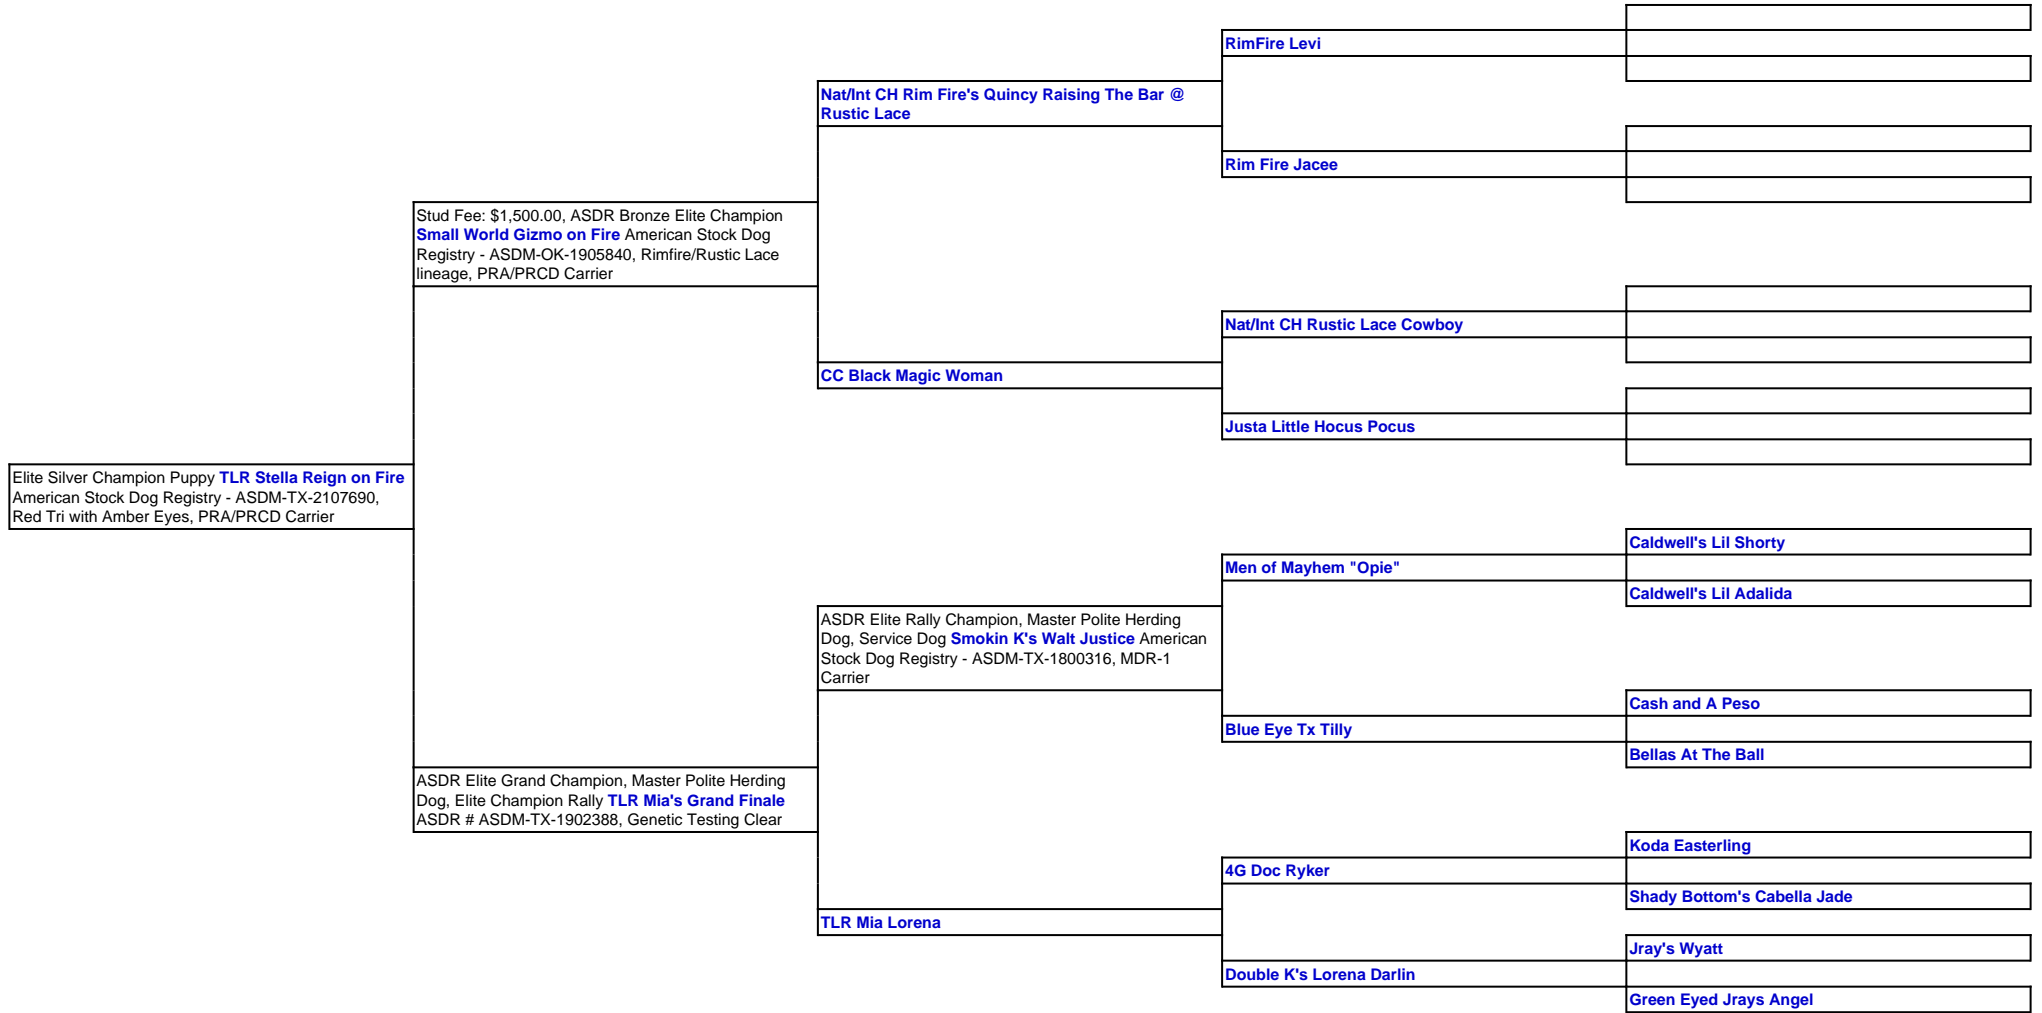 RimFire Levi
Nat/Int CH Rim Fire's Quincy Raising The Bar @
Rustic Lace
Rim Fire Jacee
Stud Fee: $1,500.00, ASDR Bronze Elite Champion
Small World Gizmo on Fire American Stock Dog
Registry - ASDM-OK-1905840, Rimfire/Rustic Lace
lineage, PRA/PRCD Carrier
Nat/Int CH Rustic Lace Cowboy
CC Black Magic Woman
Justa Little Hocus Pocus
Elite Silver Champion Puppy TLR Stella Reign on Fire
American Stock Dog Registry - ASDM-TX-2107690,
Red Tri with Amber Eyes, PRA/PRCD Carrier
Caldwell's Lil Shorty
Men of Mayhem "Opie"
Caldwell's Lil Adalida
ASDR Elite Rally Champion, Master Polite Herding
Dog, Service Dog Smokin K's Walt Justice American
Stock Dog Registry - ASDM-TX-1800316, MDR-1
Carrier
Cash and A Peso
Blue Eye Tx Tilly
Bellas At The Ball
ASDR Elite Grand Champion, Master Polite Herding
Dog, Elite Champion Rally TLR Mia's Grand Finale
ASDR # ASDM-TX-1902388, Genetic Testing Clear
Koda Easterling
4G Doc Ryker
Shady Bottom's Cabella Jade
TLR Mia Lorena
Jray's Wyatt
Double K's Lorena Darlin
Green Eyed Jrays Angel